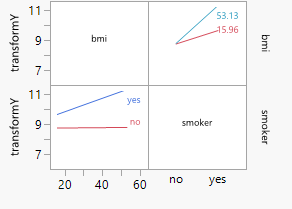 11
53.13
9
bmi
15.96
7
transformY
bmi
11
yes
9
no
smoker
7
transformY
smoker
20 40 60
no yes